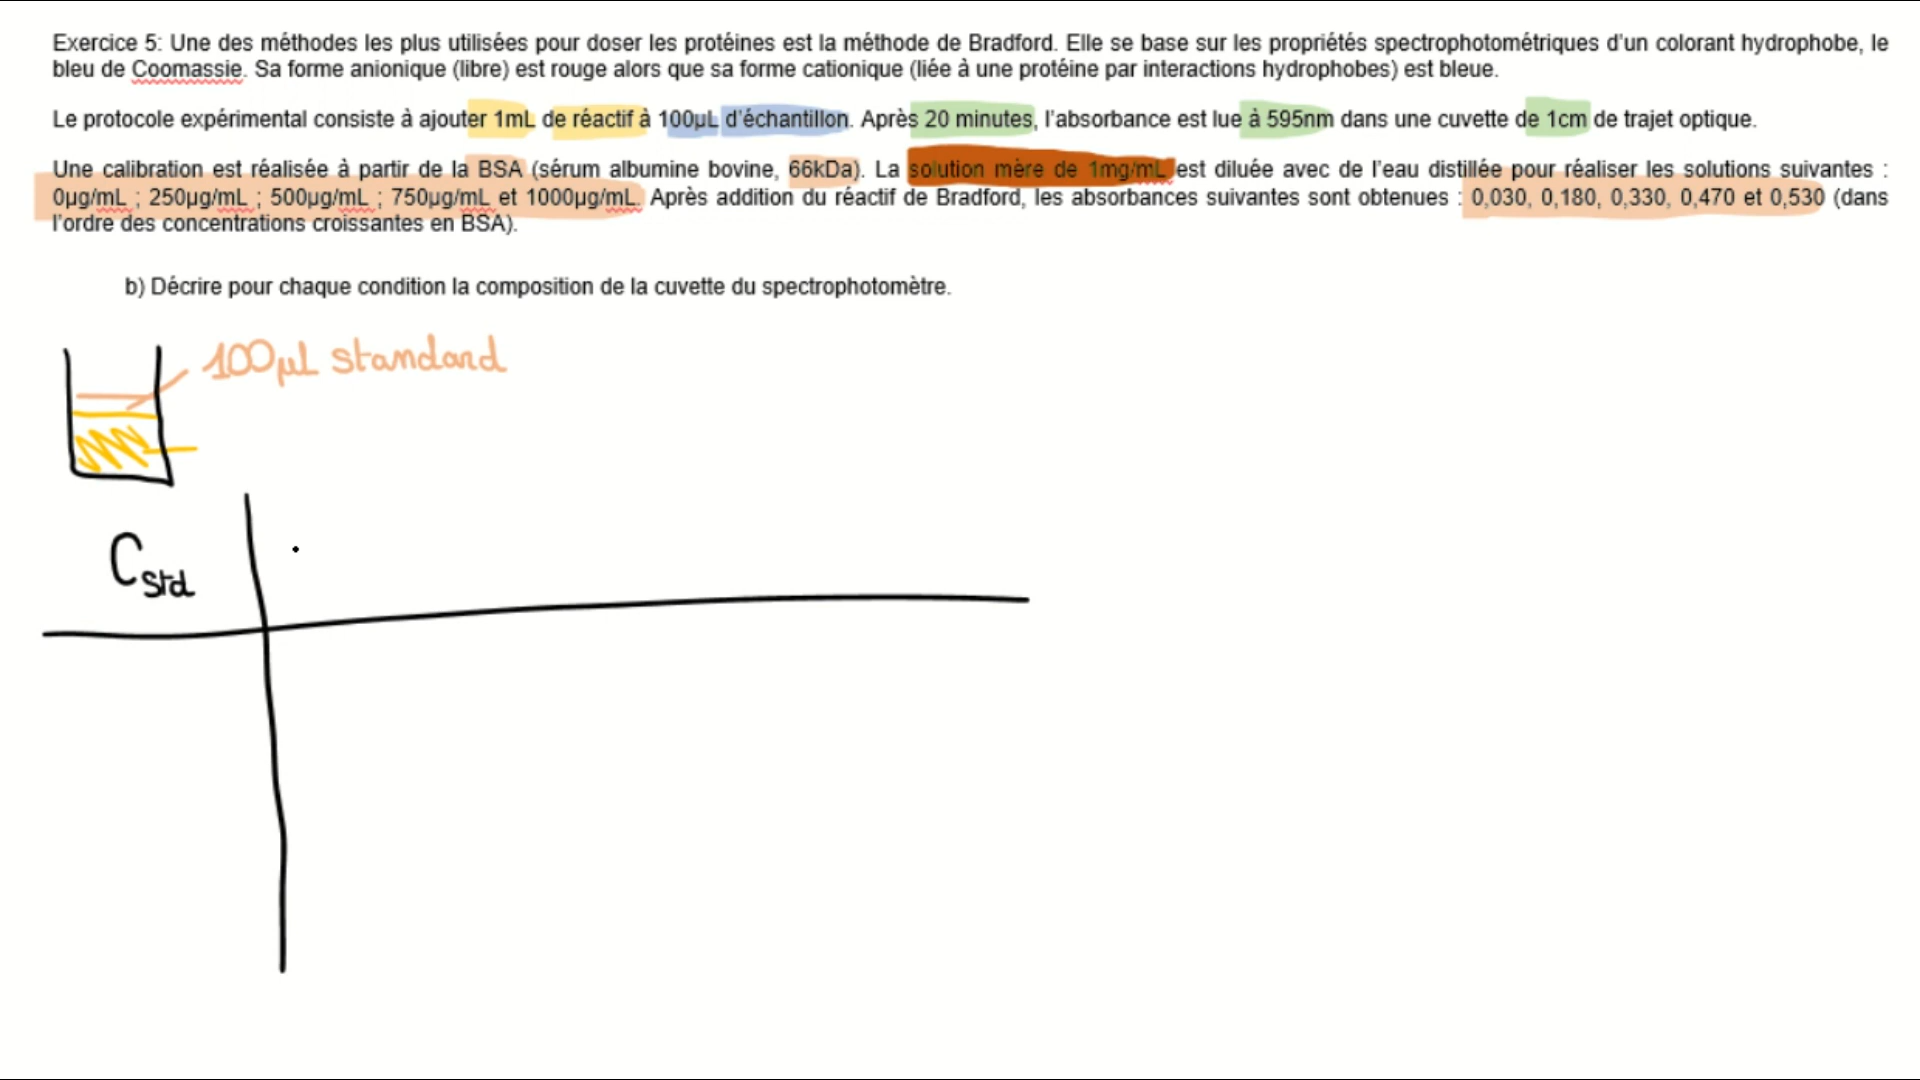 Exercice 5: Une des méthodes les plus utilisées pour doser les protéines est la méthode de Bradford. Elle se base sur les propriétés spectrophotométriques d'un colorant hydrophobe, le
bleu de Coomassie. Sa forme anionique (libre) est rouge alors que sa forme cationique (liée à une protéine par interactions hydrophobes) est bleue.
Le protocole expérimental consiste à ajouter 1mL de réactif à 100µL d'échantillon. Après 20 minutes, l'absorbance est lue à 595nm dans une cuvette de 1cm de trajet optique.
Une calibration est réalisée à partir de la BSA (sérum albumine bovine, 66kDa). La solution mère de 1mg/mL est diluée avec de l'eau distillée pour réaliser les solutions suivantes :
0µg/mL ; 250µg/mL ; 500µg/mL ; 750µg/mL et 1000µg/mL. Après addition du réactif de Bradford, les absorbances suivantes sont obtenues : 0,030, 0,180, 0,330, 0,470 et 0,530 (dans
l'ordre des concentrations croissantes en BSA).
b) Décrire pour chaque condition la composition de la cuvette du spectrophotomètre.
100µL standard
Cstd